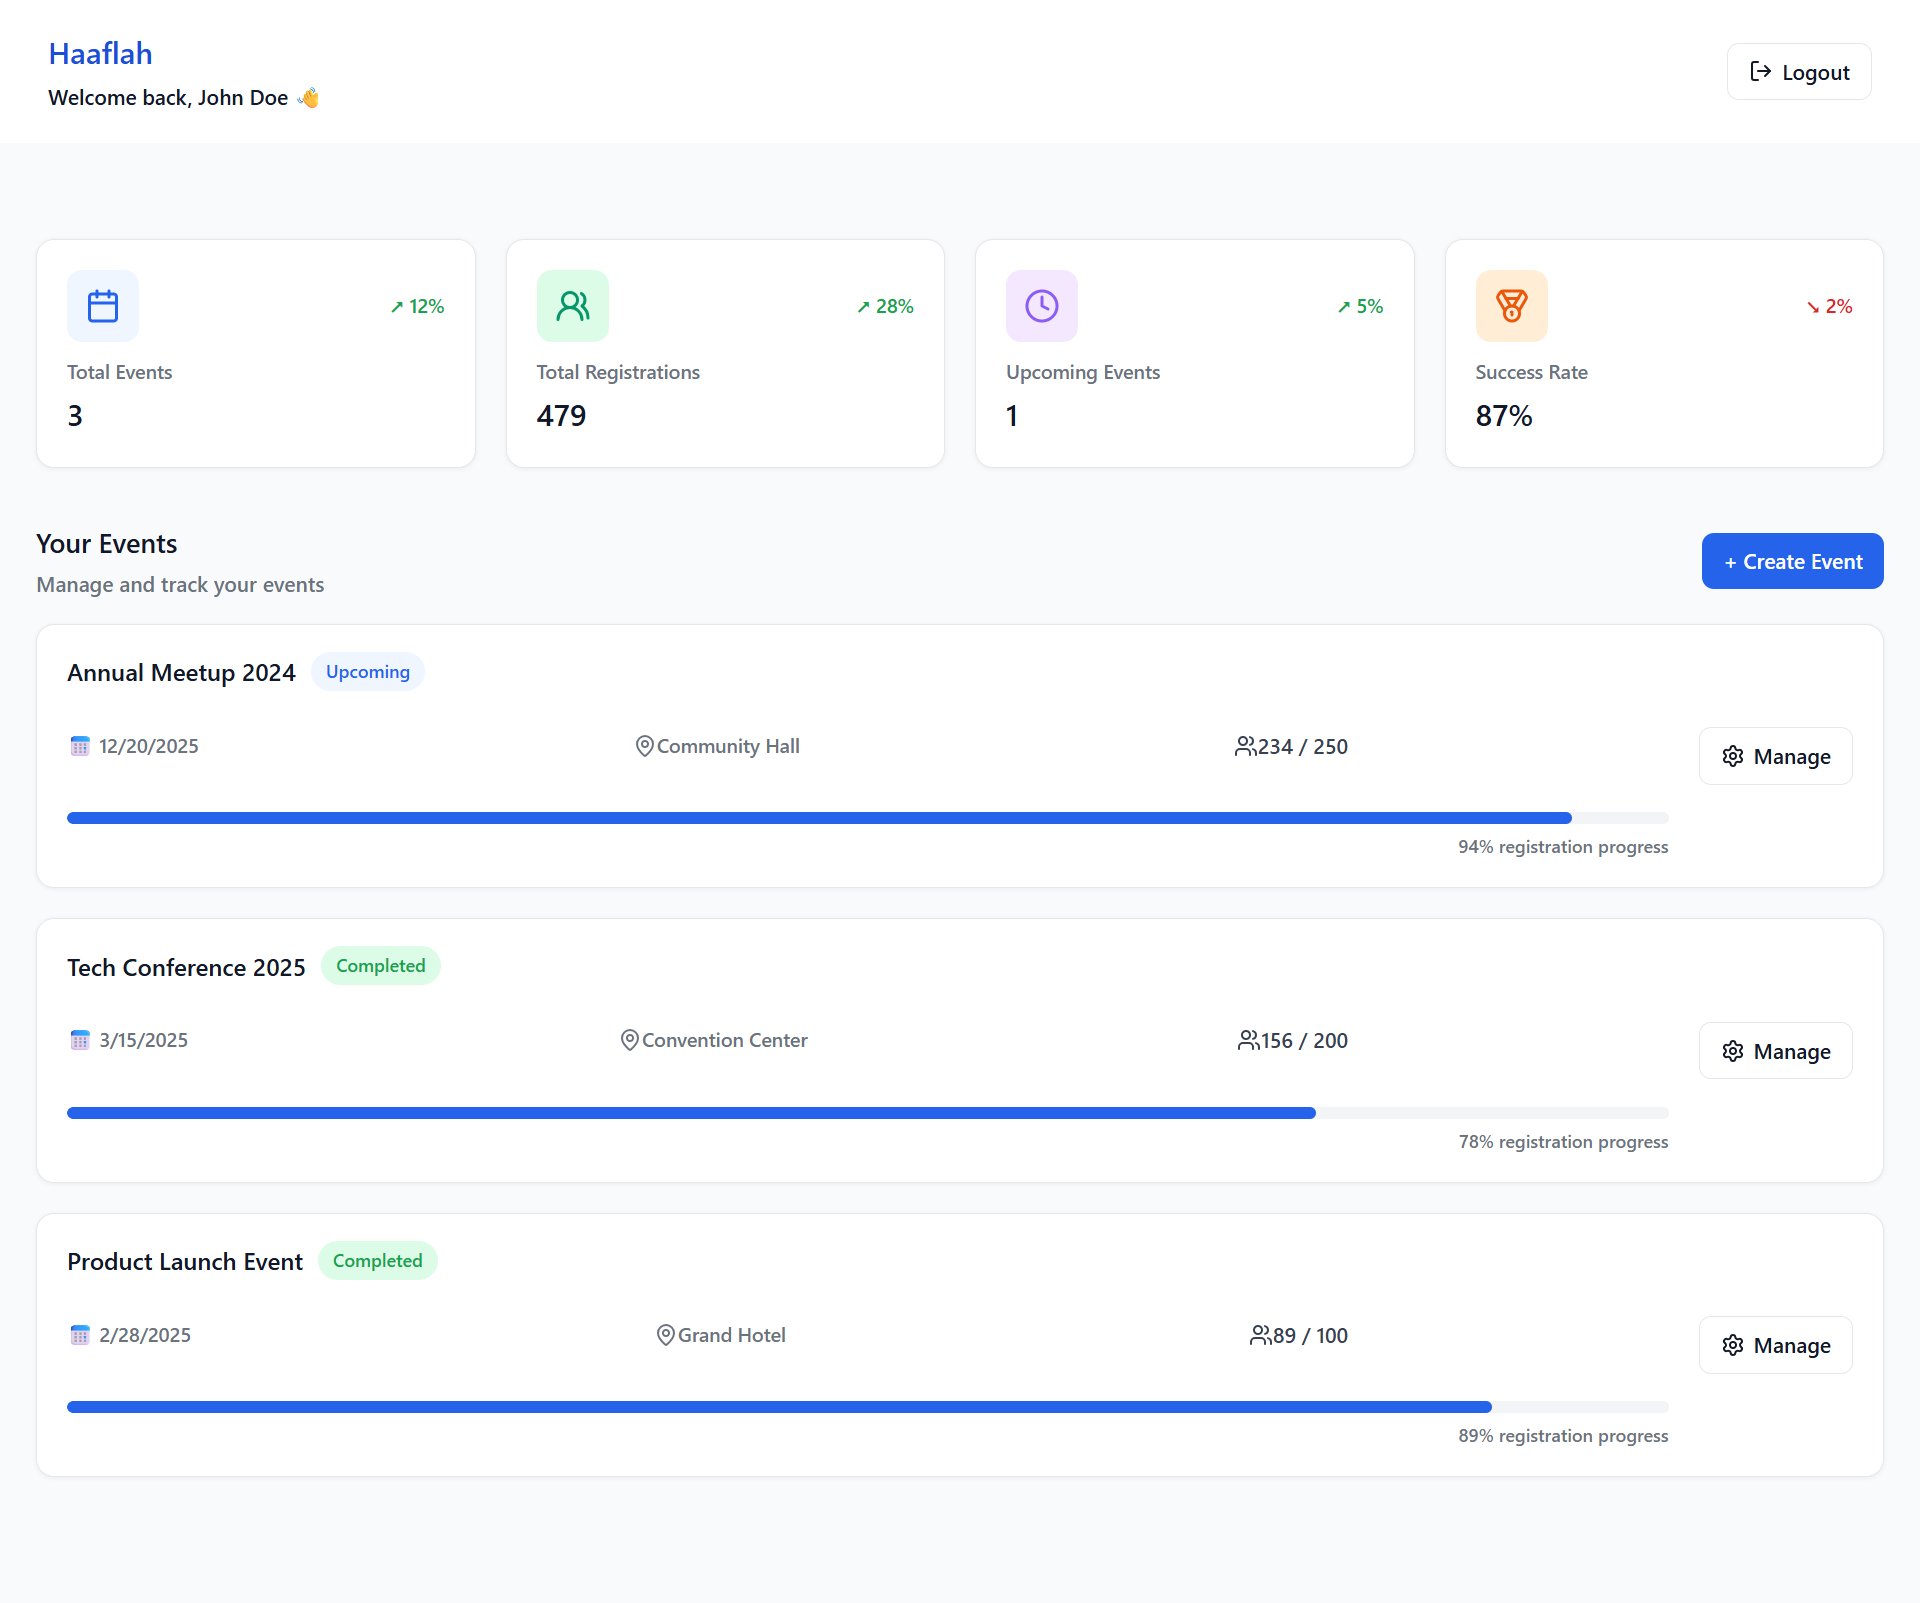 Haaflah
Welcome back, John Doe 👋
Logout
↗ 12%
Total Events
3
↗ 28%
Total Registrations
479
↗ 5%
Upcoming Events
1
↘ 2%
Success Rate
87%
Your Events
Manage and track your events
+ Create Event
Annual Meetup 2024 Upcoming
12/20/2025 Community Hall 234 / 250
Manage
94% registration progress
Tech Conference 2025 Completed
3/15/2025 Convention Center 156 / 200
Manage
78% registration progress
Product Launch Event Completed
2/28/2025 Grand Hotel 89 / 100
Manage
89% registration progress